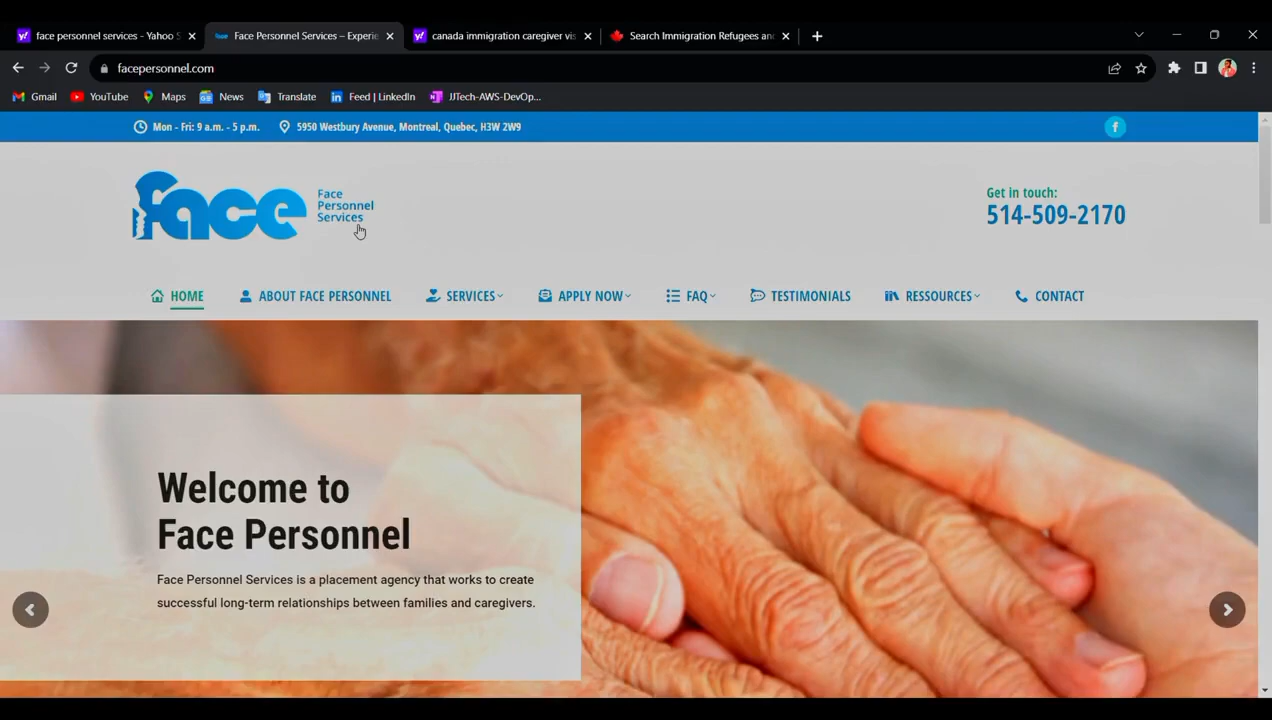 face personnel services - Yahoo S
Face Personnel Services – Experie
canada immigration caregiver vis
Search Immigration Refugees and
facepersonnel.com
Gmail
YouTube
Maps
News
Translate
Feed | LinkedIn
JJTech-AWS-DevOp...
Mon - Fri: 9 a.m. - 5 p.m.
5950 Westbury Avenue, Montreal, Quebec, H3W 2W9
face
Face
Personnel
Services
Get in touch:
514-509-2170
HOME
ABOUT FACE PERSONNEL
SERVICES
APPLY NOW
FAQ
TESTIMONIALS
RESSOURCES
CONTACT
Welcome to
Face Personnel
Face Personnel Services is a placement agency that works to create
successful long-term relationships between families and caregivers.